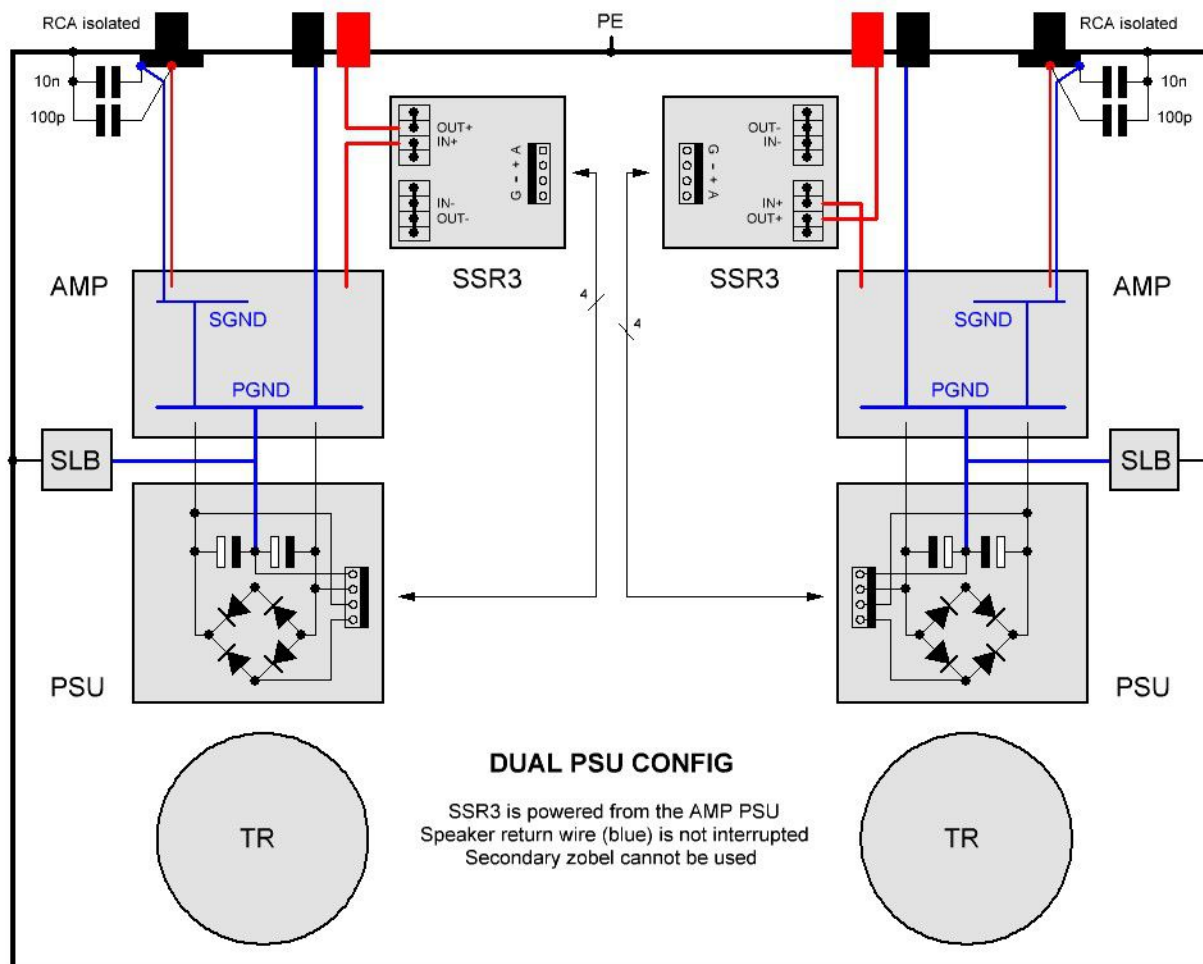 RCA isolated
PE
RCA isolated
10n
100p
10n
100p
OUT+
IN+
IN-
OUT-
G - + A
OUT-
IN-
IN+
OUT+
G - + A
SSR3
SSR3
AMP
AMP
4
4
SGND
SGND
PGND
PGND
SLB
SLB
PSU
PSU
DUAL PSU CONFIG
SSR3 is powered from the AMP PSU
Speaker return wire (blue) is not interrupted
Secondary zobel cannot be used
TR
TR